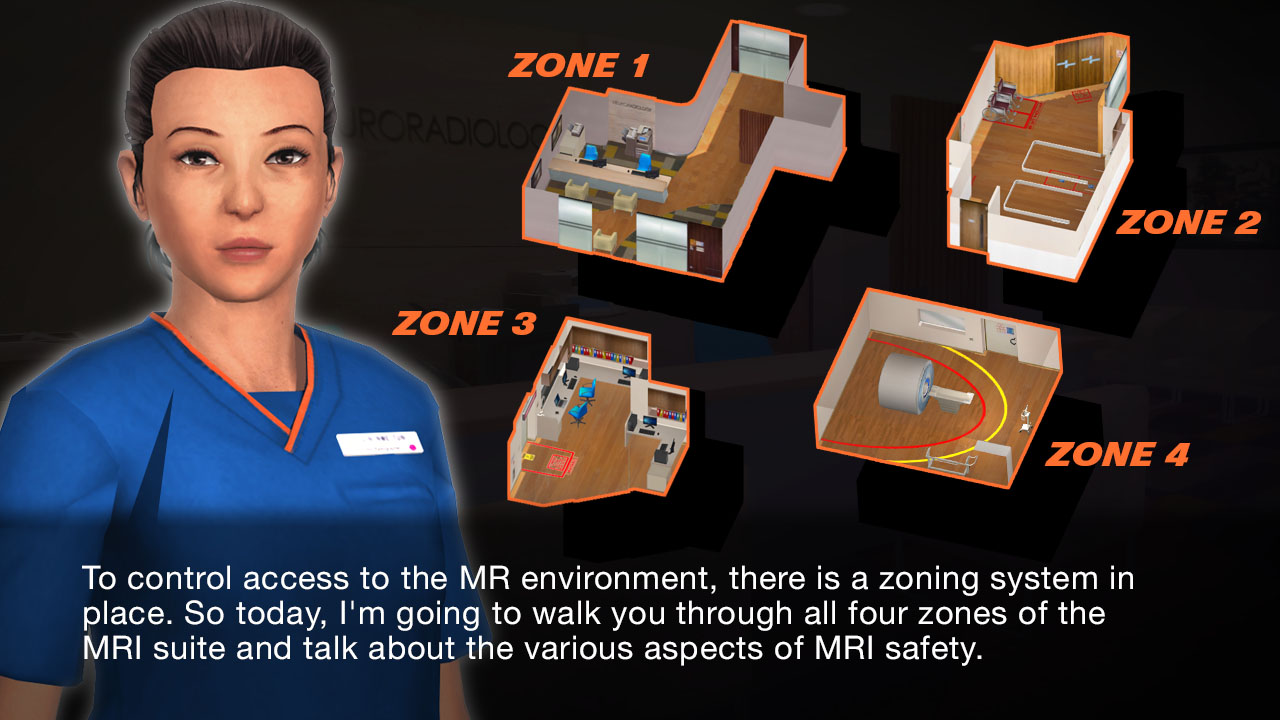 ZONE 1
ZONE 2
ZONE 3
ZONE 4
To control access to the MR environment, there is a zoning system in
place. So today, I'm going to walk you through all four zones of the
MRI suite and talk about the various aspects of MRI safety.